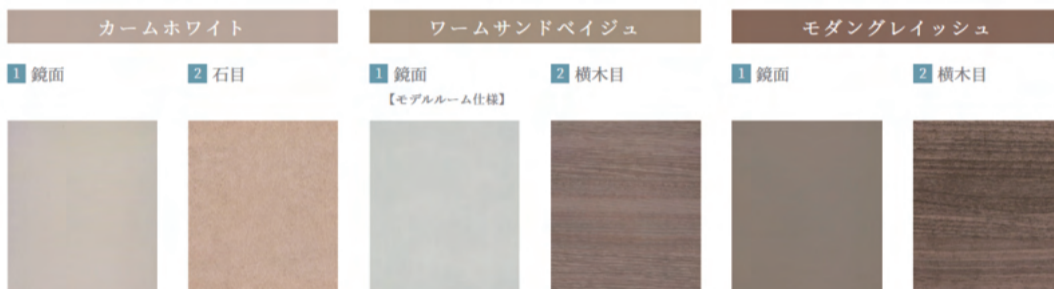 カームホワイト
ワームサンドベイジュ
モダングレイッシュ
1 鏡面
2 石目
1 鏡面
【モデルルーム仕様】
2 横木目
1 鏡面
2 横木目